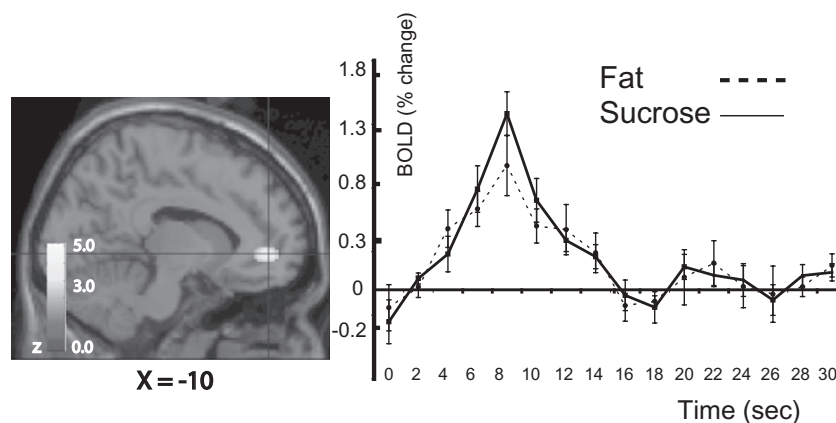 5.0
3.0
z 0.0
X = -10
BOLD (% change)
1.8
1.3
0.8
0.3
0
-0.2
Fat
Sucrose
0 2 4 6 8 10 12 14 16 18 20 22 24 26 28 30
Time (sec)